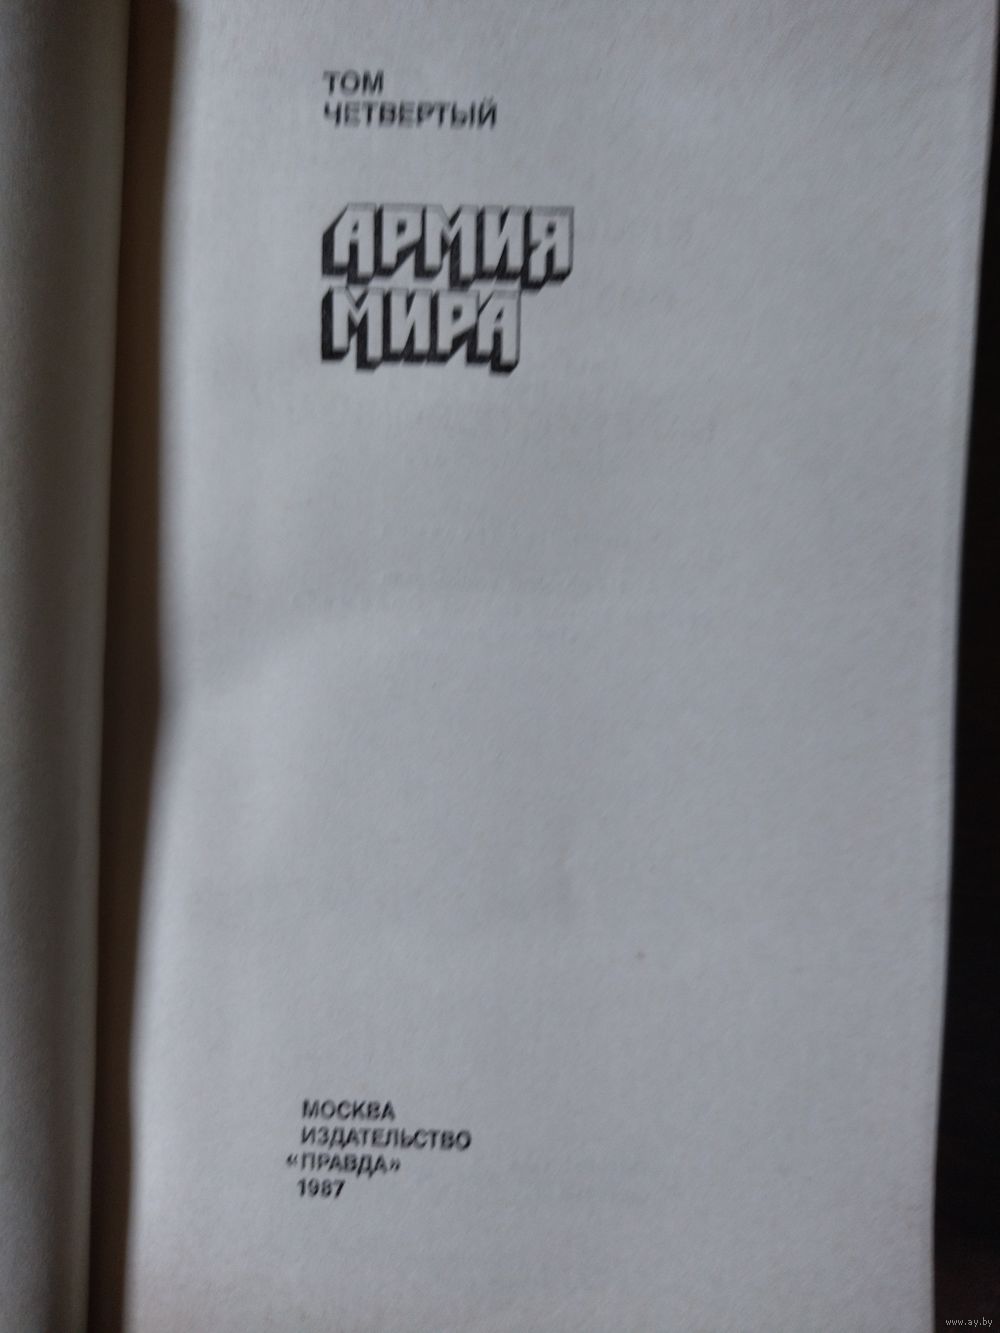 ТОМ
ЧЕТВЕРТЫЙ
АРМИЯ
МИРА
МОСКВА
ИЗДАТЕЛЬСТВО
«ПРАВДА»
1987
www.ay.by